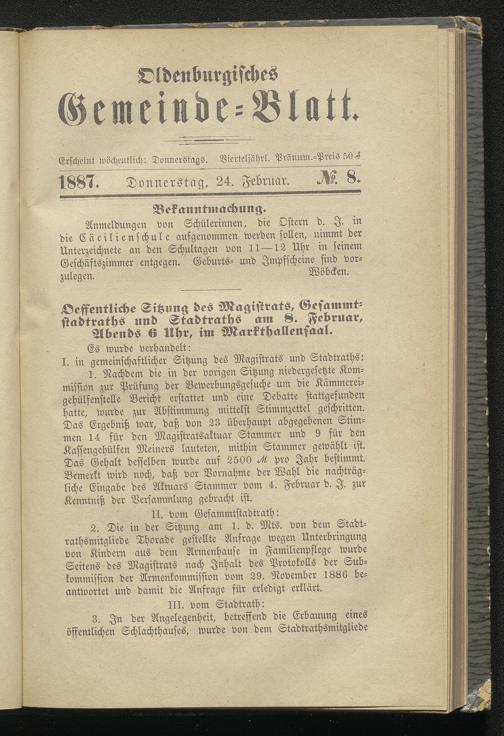 Oldenburgisches
Gemeinde=Blatt.
Erscheint wöchentlich: Donnerstags. Vierteljährl. Pränum.=Preis 50 ₰
1887. Donnerstag, 24. Februar. №. 8.
Bekanntmachung.
Anmeldungen von Schülerinnen, die Ostern d. J. in
die Cäcilienschule aufgenommen werden sollen, nimmt der
Unterzeichnete an den Schultagen von 11—12 Uhr in seinem
Geschäftszimmer entgegen. Geburts= und Impfscheine sind vor=
zulegen. Wöbcken.
Oeffentliche Sitzung des Magistrats, Gesammt=
stadtraths und Stadtraths am 8. Februar,
Abends 6 Uhr, im Markthallensaal.
Es wurde verhandelt:
I. in gemeinschaftlicher Sitzung des Magistrats und Stadtraths:
1. Nachdem die in der vorigen Sitzung niedergesetzte Kom=
mission zur Prüfung der Bewerbungsgesuche um die Kämmerei=
gehülfenstelle Bericht erstattet und eine Debatte stattgefunden
hatte, wurde zur Abstimmung mittelst Stimmzettel geschritten.
Das Ergebniß war, daß von 23 überhaupt abgegebenen Stim=
men 14 für den Magistratsaktuar Stammer und 9 für den
Kassengehülfen Meiners lauteten, mithin Stammer gewählt ist.
Das Gehalt desselben wurde auf 2500 ℳ pro Jahr bestimmt.
Bemerkt wird noch, daß vor Vornahme der Wahl die nachträg=
liche Eingabe des Aktuars Stammer vom 4. Februar d. J. zur
Kenntniß der Versammlung gebracht ist.
II. vom Gesammtstadtrath:
2. Die in der Sitzung am 1. d. Mts. von dem Stadt=
rathsmitgliede Thorade gestellte Anfrage wegen Unterbringung
von Kindern aus dem Armenhause in Familienpflege wurde
Seitens des Magistrats nach Inhalt des Protokolls der Sub=
kommission der Armenkommission vom 29. November 1886 be=
antwortet und damit die Anfrage für erledigt erklärt.
III. vom Stadtrath:
3. In der Angelegenheit, betreffend die Erbauung eines
öffentlichen Schlachthauses, wurde von dem Stadtrathsmitgliede